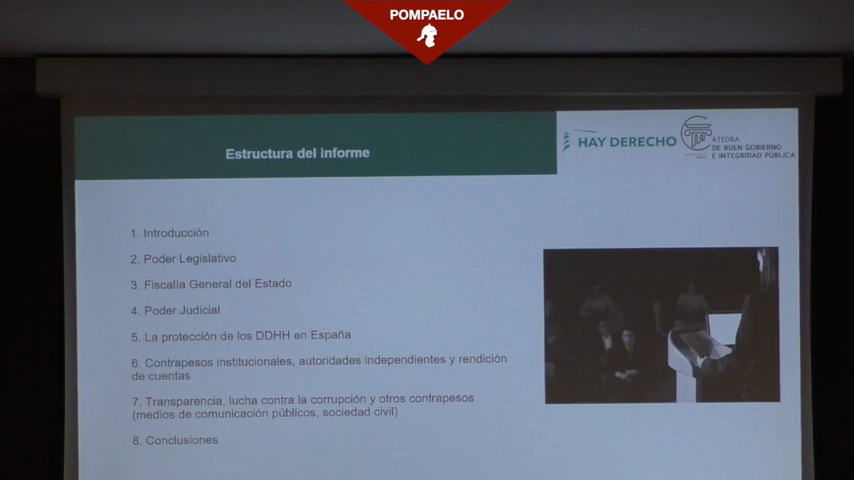 POMPAELO
Estructura del informe
HAY DERECHO
CÁTEDRA
DE BUEN GOBIERNO
E INTEGRIDAD PÚBLICA
1. Introducción
2. Poder Legislativo
3. Fiscalía General del Estado
4. Poder Judicial
5. La protección de los DDHH en España
6. Contrapesos institucionales, autoridades independientes y rendición
de cuentas
7. Transparencia, lucha contra la corrupción y otros contrapesos
(medios de comunicación públicos, sociedad civil)
8. Conclusiones